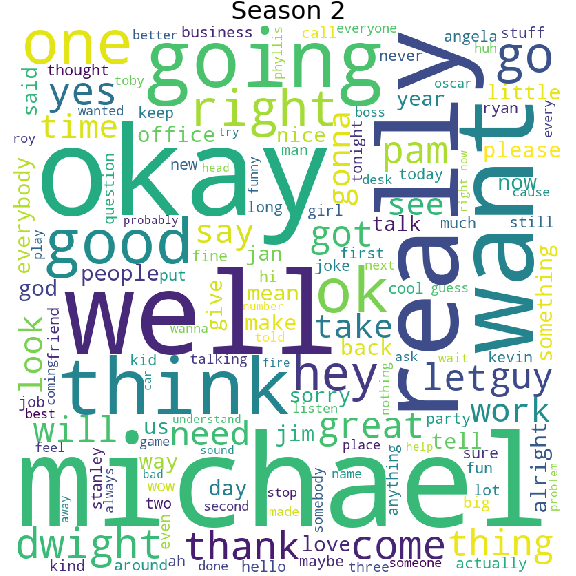 Season 2
one going really go
business better call everyone phyllis never angela huh stuff
thought toby said yes wanted keep boss oscar year little
right nice ryan every
roy time office try gonna tonight pam want please
okay man desk today now cause
everybody question new head funny right now
play probably long girl see talk much still
good say jan got first
god people put fine hi joke next cool guess something
well ok take
look friend coming wanna give mean number make told back ask wait kevin
think kid talking car fire hey nothing let guy
job best sorry listen work
will us need understand jim great party tell sure
feel game sound place help fun alright
michael
stanley always way bad wow day stop name anything lot big problem
away two second made somebody
dwight even thank love come thing
kind around ah done hello maybe three someone actually